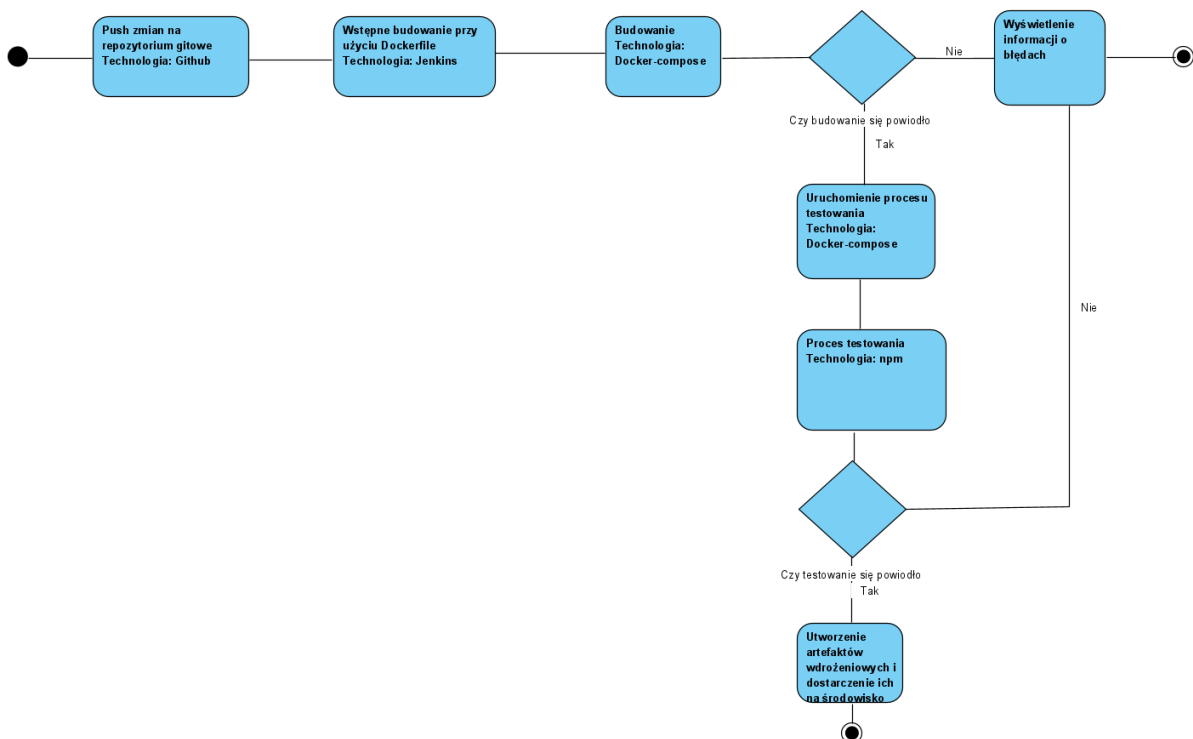 Push zmian na
repozytorium gitowe
Technologia: Github
Wstępne budowanie przy
użyciu Dockerfile
Technologia: Jenkins
Budowanie
Technologia:
Docker-compose
Nie
Wyświetlenie
informacji o
błędach
Czy budowanie się powiodło
Tak
Uruchomienie procesu
testowania
Technologia:
Docker-compose
Nie
Proces testowania
Technologia: npm
Czy testowanie się powiodło
Tak
Utworzenie
artefaktów
wdrożeniowych i
dostarczenie ich
na środowisko